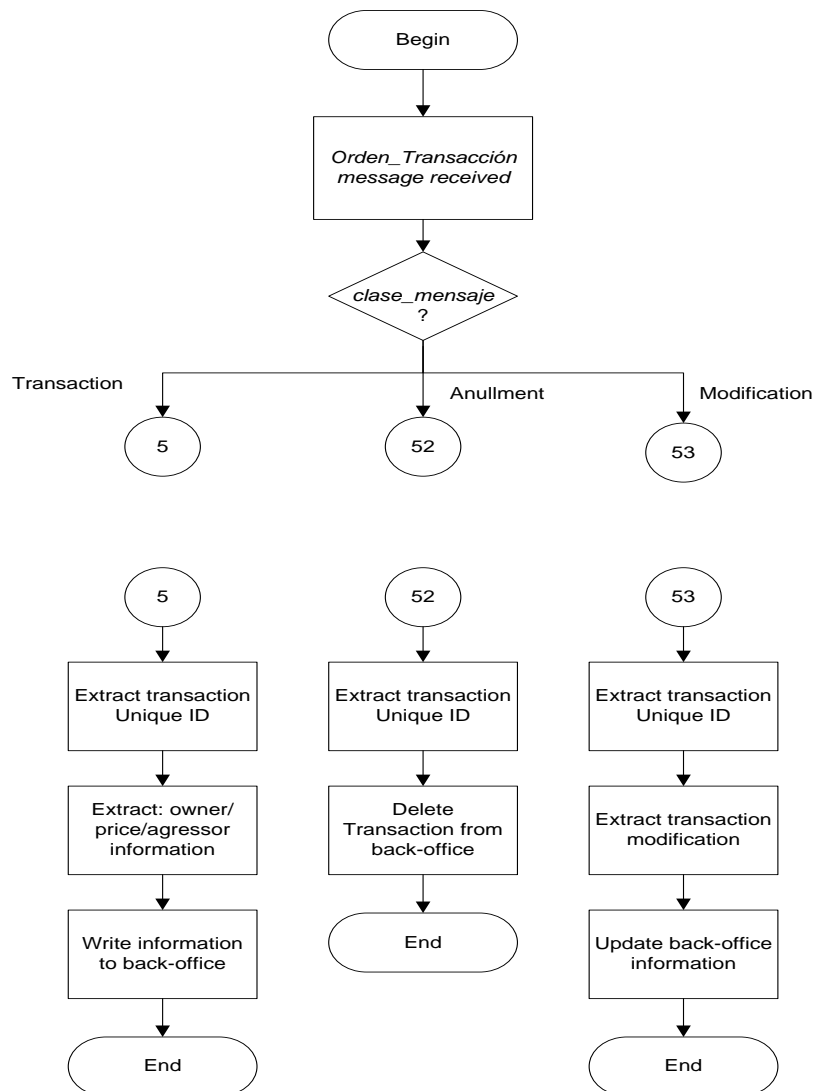 Begin
Orden_Transacción
message received
clase_mensaje
?
Transaction
Anullment
Modification
5
52
53
5
52
53
Extract transaction
Unique ID
Extract transaction
Unique ID
Extract transaction
Unique ID
Extract: owner/
price/agressor
information
Delete
Transaction from
back-office
Extract transaction
modification
Write information
to back-office
End
Update back-office
information
End
End